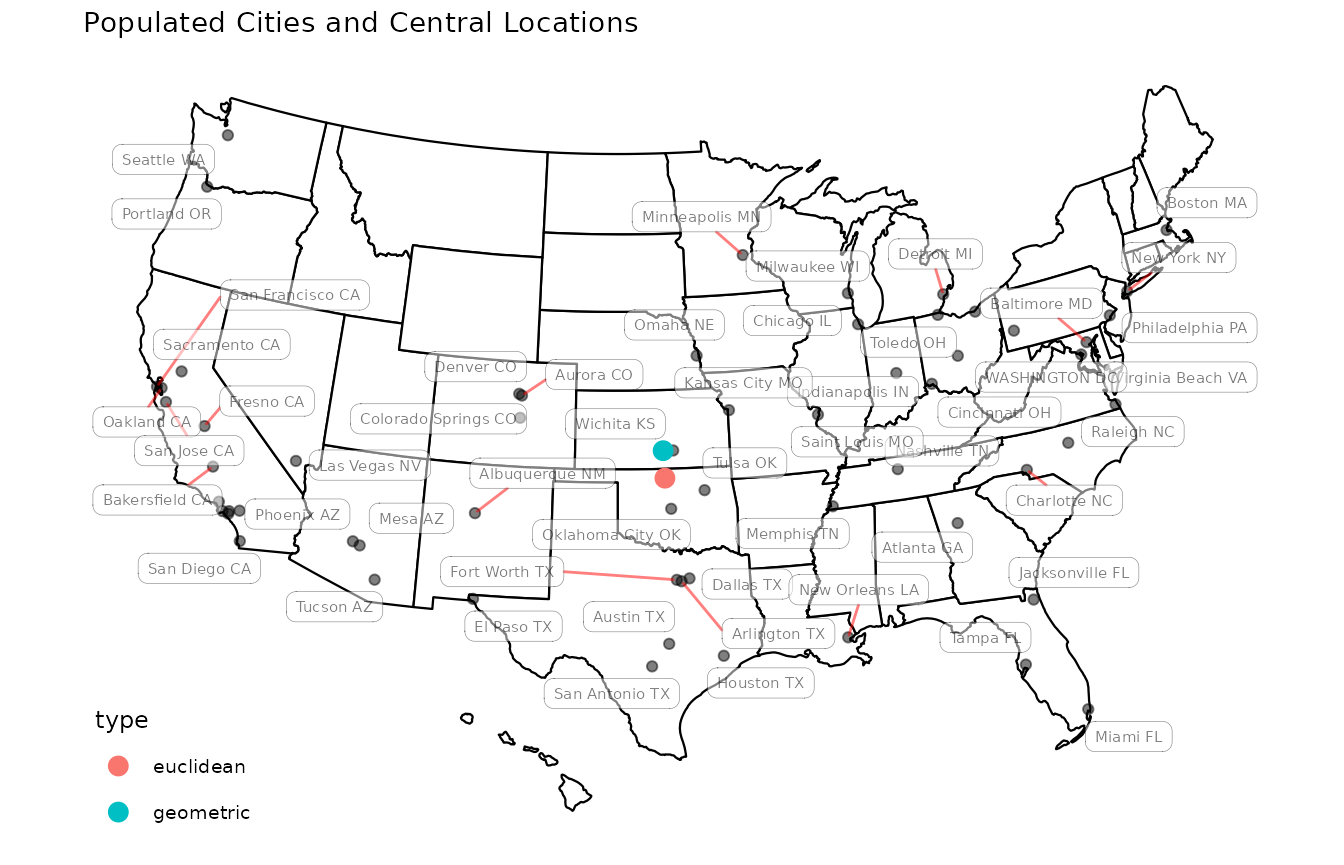 Populated Cities and Central Locations
Boston MA
Seattle WA
Portland OR
Minneapolis MN
Detroit MI
New York NY
Milwaukee WI
San Francisco CA
Baltimore MD
Omaha NE
Chicago IL
Philadelphia PA
Sacramento CA
Toledo OH
Denver CO
Aurora CO
Kansas City MO
Indianapolis IN
WASHINGTON DC
Virginia Beach VA
Fresno CA
Oakland CA
Colorado Springs CO
Wichita KS
Cincinnati OH
Raleigh NC
San Jose CA
Saint Louis MO
Nashville TN
Las Vegas NV
Albuquerque NM
Tulsa OK
Bakersfield CA
Charlotte NC
Phoenix AZ
Mesa AZ
Oklahoma City OK
Memphis TN
Atlanta GA
San Diego CA
Fort Worth TX
Dallas TX
New Orleans LA
Jacksonville FL
Tucson AZ
Austin TX
El Paso TX
Arlington TX
Tampa FL
San Antonio TX
Houston TX
Miami FL
type
euclidean
geometric